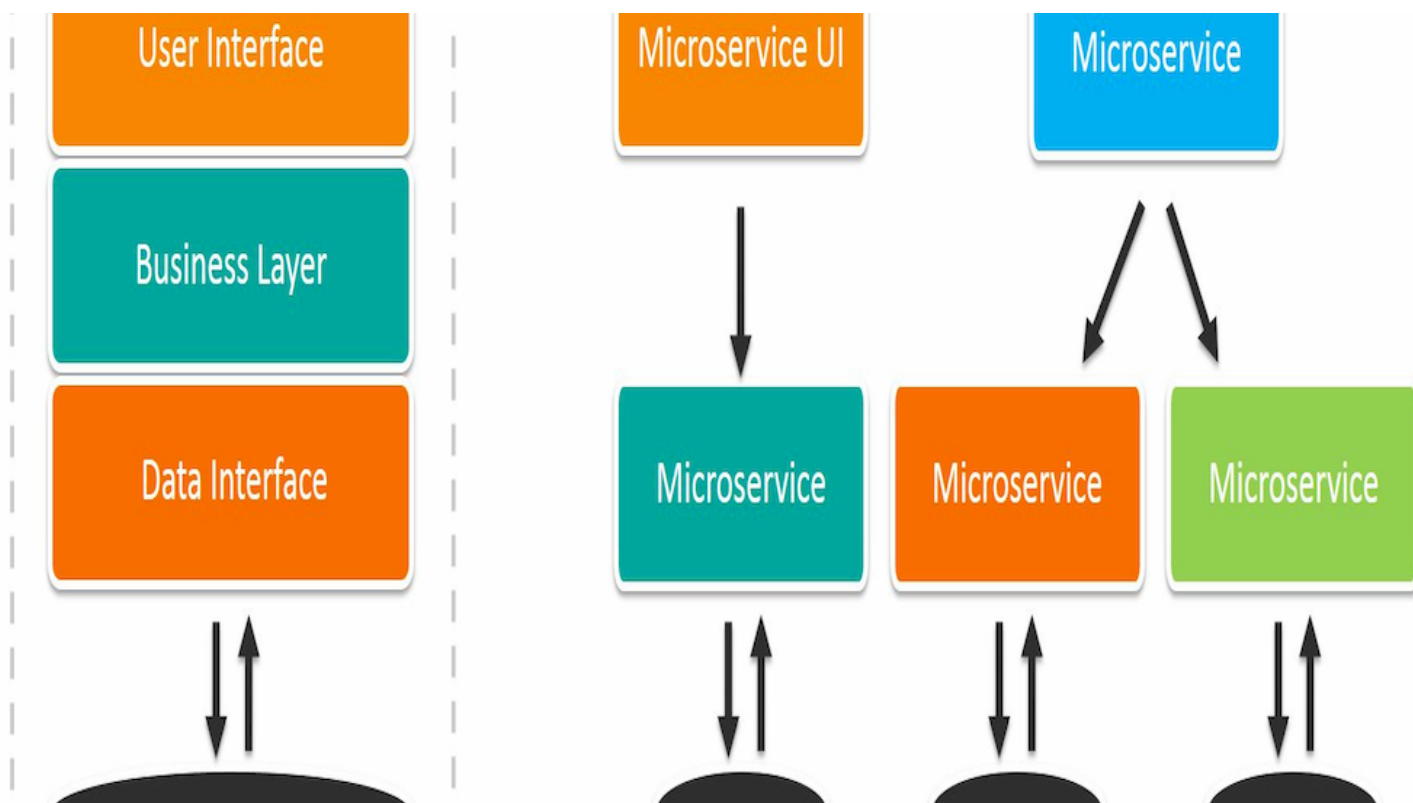 User Interface
Business Layer
Data Interface
Microservice UI
Microservice
Microservice
Microservice
Microservice